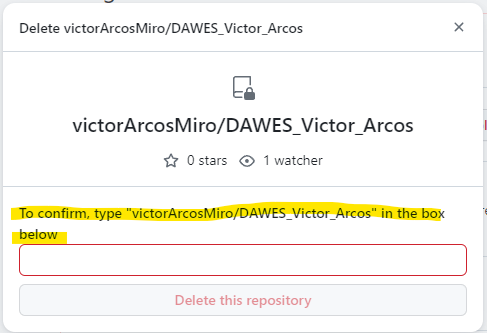 Delete victorArcosMiro/DAWES_Victor_Arcos
victorArcosMiro/DAWES_Victor_Arcos
0 stars 1 watcher
To confirm, type "victorArcosMiro/DAWES_Victor_Arcos" in the box
below
Delete this repository